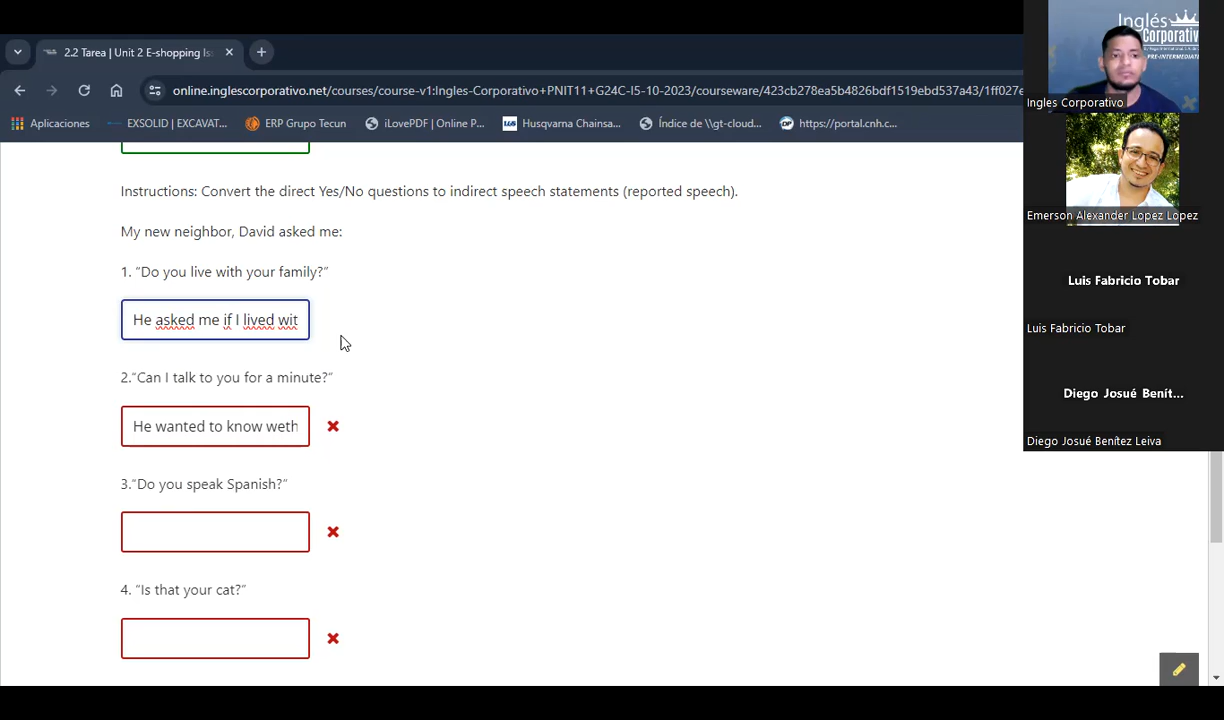 Inglés
Corporativo
PRE-INTERMEDIATE
2.2 Tarea | Unit 2 E-shopping Is
Ingles Corporativo
online.inglescorporativo.net/courses/course-v1:Ingles-Corporativo+PNIT11+G24C-I5-10-2023/courseware/423cb278ea5b4826bdf1519ebd537a43/1ff027e
Aplicaciones
EXSOLID | EXCAVAT...
ERP Grupo Tecun
iLovePDF | Online P...
Husqvarna Chainsa...
Índice de \\gt-cloud...
https://portal.cnh.c...
Instructions: Convert the direct Yes/No questions to indirect speech statements (reported speech).
Emerson Alexander Lopez Lopez
My new neighbor, David asked me:
1. “Do you live with your family?”
Luis Fabricio Tobar
He asked me if I lived wit
Luis Fabricio Tobar
2.“Can I talk to you for a minute?”
Diego Josué Benít...
He wanted to know weth
Diego Josué Benítez Leiva
3.“Do you speak Spanish?”
4. “Is that your cat?”